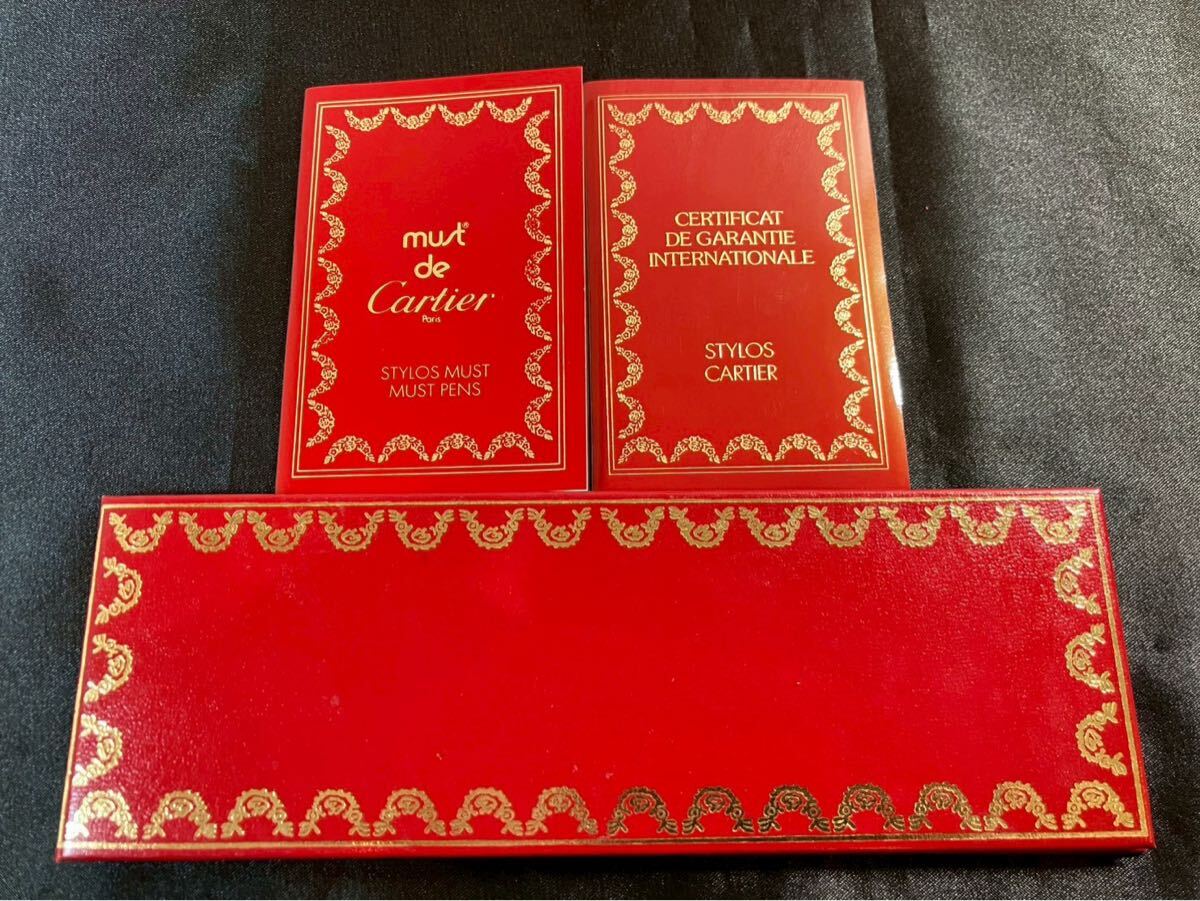 must®
de
Cartier
Paris
STYLOS MUST
MUST PENS
CERTIFICAT
DE GARANTIE
INTERNATIONALE
STYLOS
CARTIER